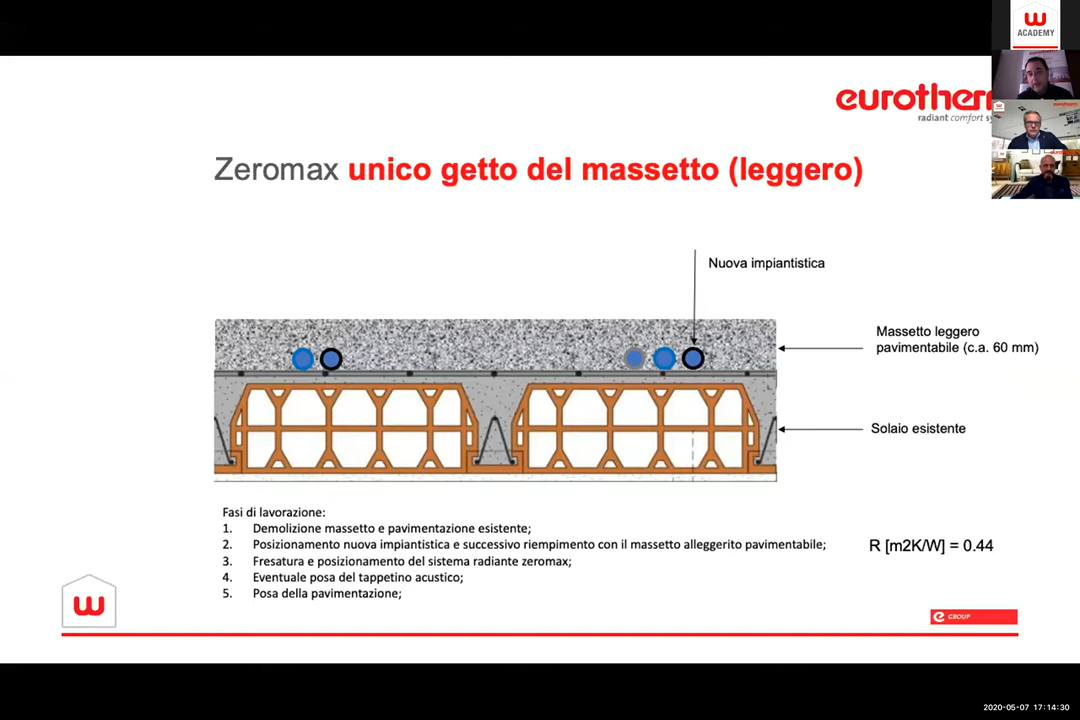 W
ACADEMY
eurotherm
radiant comfort sy
Zeromax unico getto del massetto (leggero)
Nuova impiantistica
Massetto leggero
pavimentabile (c.a. 60 mm)
Solaio esistente
Fasi di lavorazione:
1. Demolizione massetto e pavimentazione esistente;
2. Posizionamento nuova impiantistica e successivo riempimento con il massetto alleggerito pavimentabile;
3. Fresatura e posizionamento del sistema radiante zeromax;
4. Eventuale posa del tappetino acustico;
5. Posa della pavimentazione;
R [m2K/W] = 0.44
W
e GROUP
2020-05-07 17:14:30